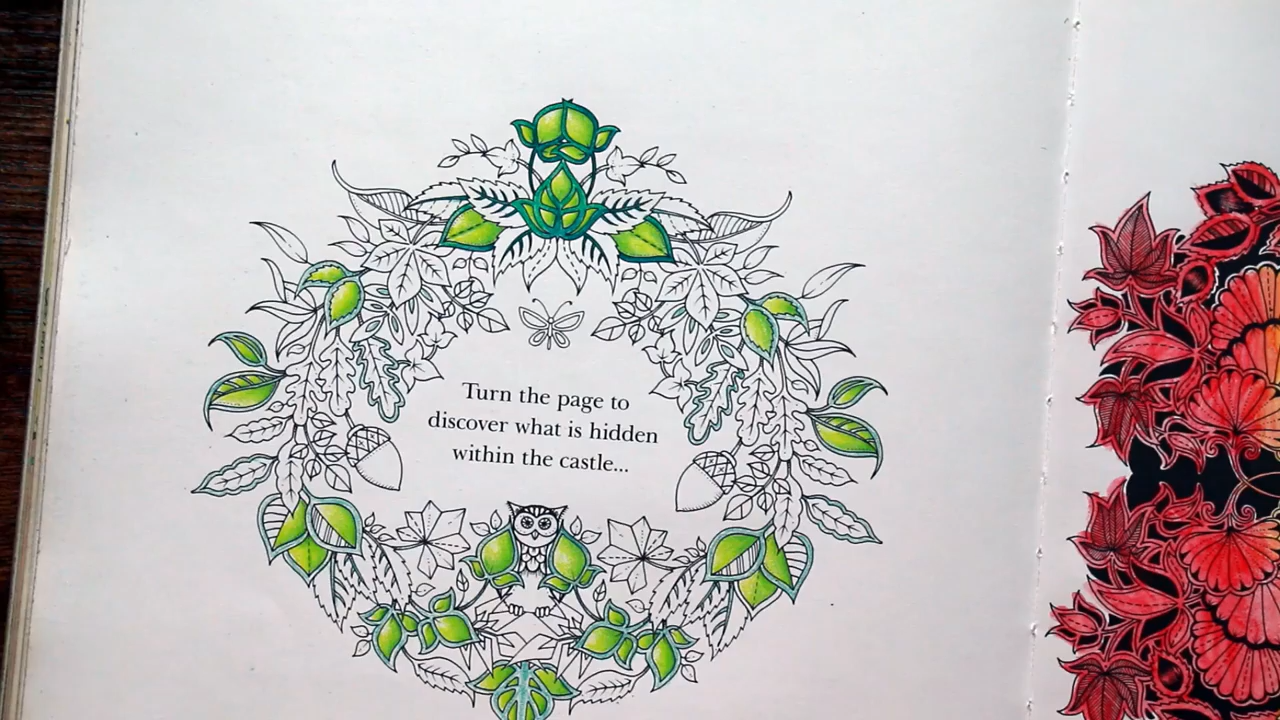 Turn the page to
discover what is hidden
within the castle...